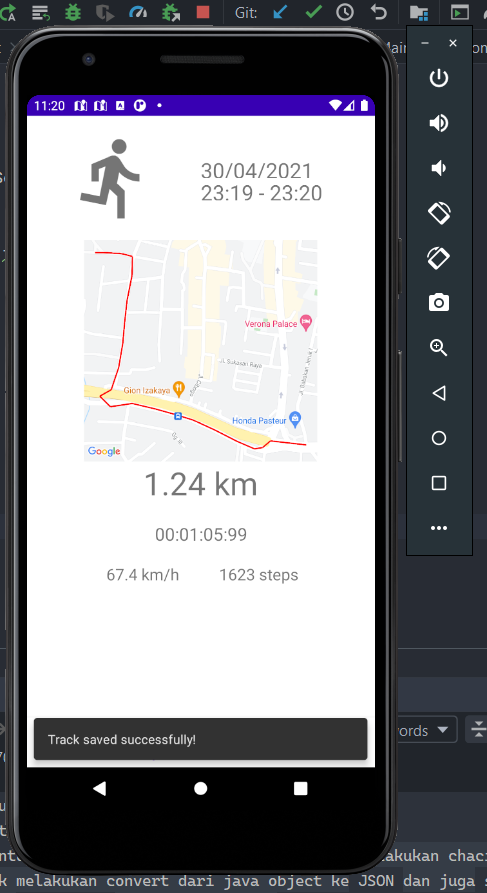 Git:
11:20
30/04/2021
23:19 - 23:20
Verona Palace
Jl. Sukasan Raya
Gion Izakaya
Honda Pasteur
Google
1.24 km
00:01:05:99
67.4 km/h
1623 steps
Track saved successfully!
ords
akukan chaci
k melakukan convert dari java object ke JSON dan juga s